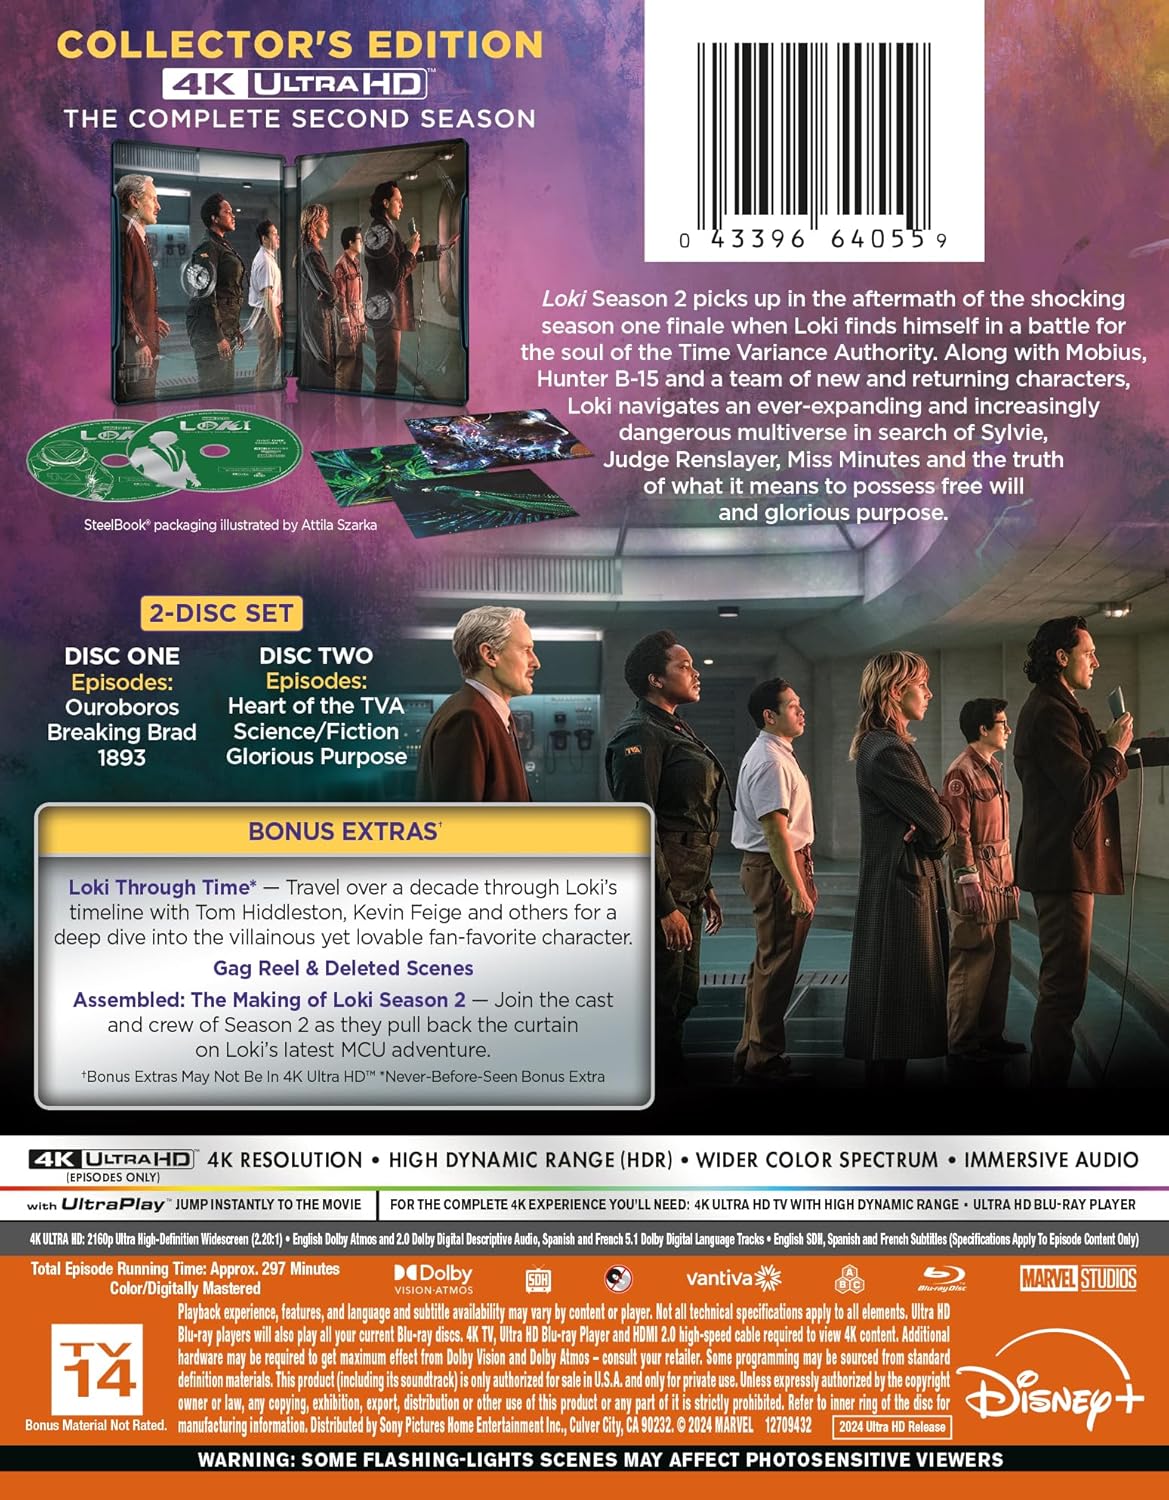 COLLECTOR'S EDITION
4K ULTRA HD™
THE COMPLETE SECOND SEASON
0 43396 64055 9
Loki Season 2 picks up in the aftermath of the shocking
season one finale when Loki finds himself in a battle for
the soul of the Time Variance Authority. Along with Mobius,
Hunter B-15 and a team of new and returning characters,
Loki navigates an ever-expanding and increasingly
dangerous multiverse in search of Sylvie,
Judge Renslayer, Miss Minutes and the truth
of what it means to possess free will
and glorious purpose.
LOKI
LOKI
SteelBook® packaging illustrated by Attila Szarka
2-DISC SET
DISC ONE
Episodes:
Ouroboros
Breaking Brad
1893
DISC TWO
Episodes:
Heart of the TVA
Science/Fiction
Glorious Purpose
TVA
BONUS EXTRAS†
Loki Through Time* — Travel over a decade through Loki's
timeline with Tom Hiddleston, Kevin Feige and others for a
deep dive into the villainous yet lovable fan-favorite character.
Gag Reel & Deleted Scenes
Assembled: The Making of Loki Season 2 — Join the cast
and crew of Season 2 as they pull back the curtain
on Loki's latest MCU adventure.
†Bonus Extras May Not Be In 4K Ultra HD™ *Never-Before-Seen Bonus Extra
4K ULTRA HD™ 4K RESOLUTION • HIGH DYNAMIC RANGE (HDR) • WIDER COLOR SPECTRUM • IMMERSIVE AUDIO
(EPISODES ONLY)
with UltraPlay™ JUMP INSTANTLY TO THE MOVIE
FOR THE COMPLETE 4K EXPERIENCE YOU'LL NEED: 4K ULTRA HD TV WITH HIGH DYNAMIC RANGE • ULTRA HD BLU-RAY PLAYER
4K ULTRA HD: 2160p Ultra High-Definition Widescreen (2.20:1) • English Dolby Atmos and 2.0 Dolby Digital Descriptive Audio, Spanish and French 5.1 Dolby Digital Language Tracks • English SDH, Spanish and French Subtitles (Specifications Apply To Episode Content Only)
Total Episode Running Time: Approx. 297 Minutes
Color/Digitally Mastered
Dolby
VISION·ATMOS
SDH
vantiva
ABC
Blu-ray Disc
MARVEL STUDIOS
Playback experience, features, and language and subtitle availability may vary by content or player. Not all technical specifications apply to all elements. Ultra HD
Blu-ray players will also play all your current Blu-ray discs. 4K TV, Ultra HD Blu-ray Player and HDMI 2.0 high-speed cable required to view 4K content. Additional
hardware may be required to get maximum effect from Dolby Vision and Dolby Atmos – consult your retailer. Some programming may be sourced from standard
definition materials. This product (including its soundtrack) is only authorized for sale in U.S.A. and only for private use. Unless expressly authorized by the copyright
owner or law, any copying, exhibition, export, distribution or other use of this product or any part of it is strictly prohibited. Refer to inner ring of the disc for
manufacturing information. Distributed by Sony Pictures Home Entertainment Inc., Culver City, CA 90232. © 2024 MARVEL 12709432
2024 Ultra HD Release
TV
14
Bonus Material Not Rated.
Disney+
WARNING: SOME FLASHING-LIGHTS SCENES MAY AFFECT PHOTOSENSITIVE VIEWERS